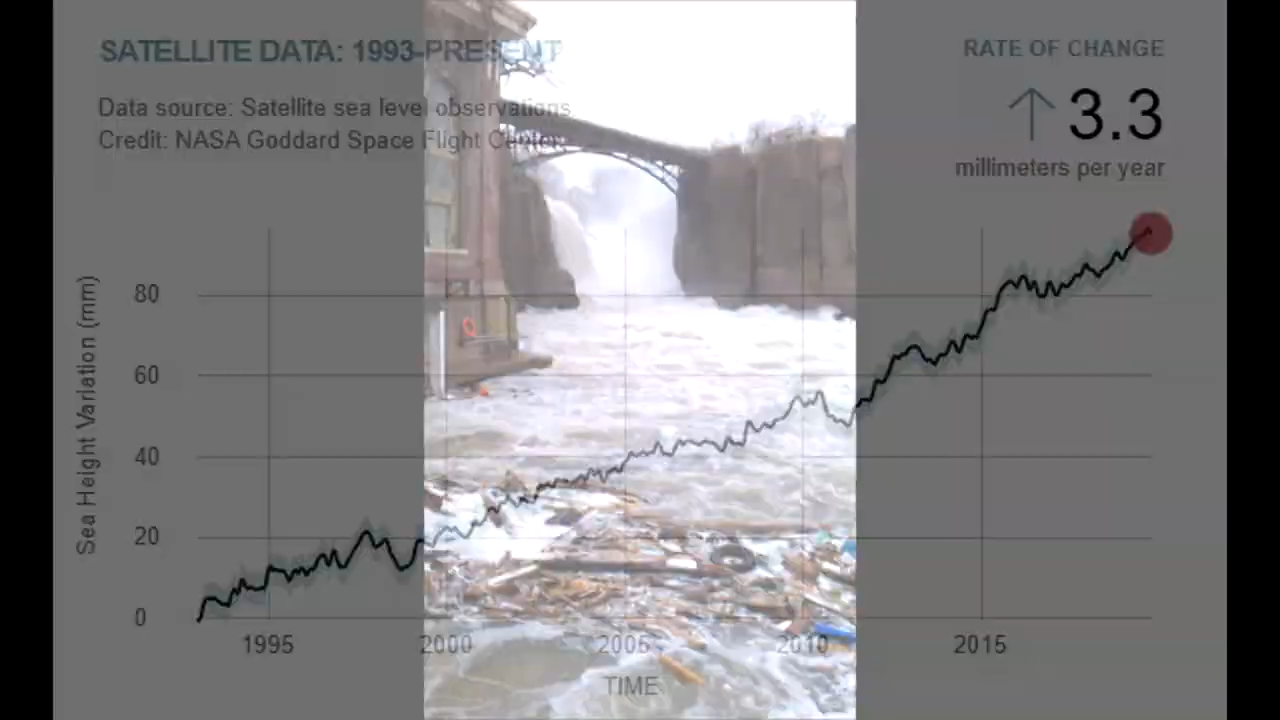 SATELLITE DATA: 1993-PRESENT
Data source: Satellite sea level observations
Credit: NASA Goddard Space Flight Center
RATE OF CHANGE
↑ 3.3
millimeters per year
Sea Height Variation (mm)
80
60
40
20
0
1995 2000 2005 2010 2015
TIME